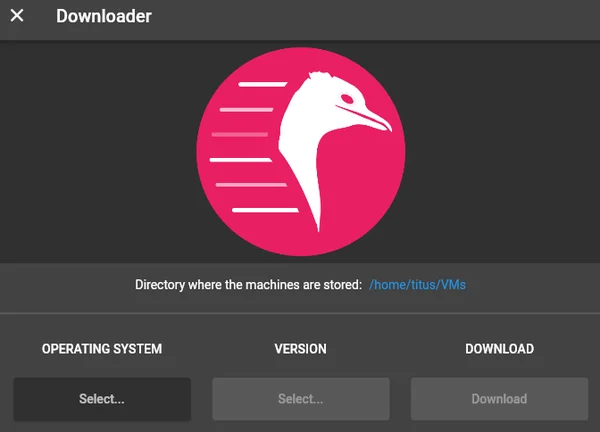 Downloader
Directory where the machines are stored: /home/titus/VMs
OPERATING SYSTEM VERSION DOWNLOAD
Select... Select... Download